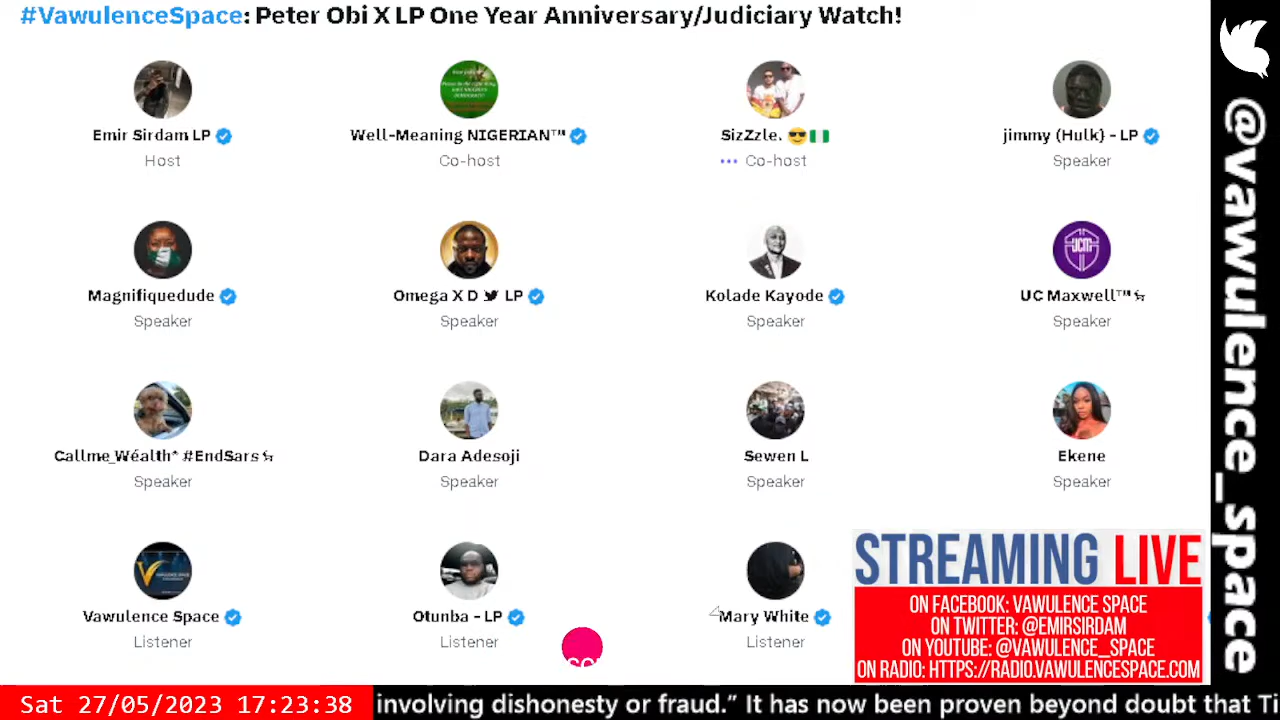 #VawulenceSpace: Peter Obi X LP One Year Anniversary/Judiciary Watch!
Emir Sirdam LP
Host
Well-Meaning NIGERIAN™
Co-host
SizZzle. 😎🇳🇬
Co-host
jimmy (Hulk) - LP
Speaker
Magnifiquedude
Speaker
Omega X D LP
Speaker
Kolade Kayode
Speaker
UCM
UC Maxwell™
Speaker
Callme_Wéalth* #EndSars
Speaker
Dara Adesoji
Speaker
Sewen L
Speaker
Ekene
Speaker
Vawulence Space
Listener
Otunba - LP
Listener
Mary White
Listener
STREAMING LIVE
ON FACEBOOK: VAWULENCE SPACE
ON TWITTER: @EMIRSIRDAM
ON YOUTUBE: @VAWULENCE_SPACE
ON RADIO: HTTPS://RADIO.VAWULENCESPACE.COM
@vawulence_space
Sat 27/05/2023 17:23:38
involving dishonesty or fraud.” It has now been proven beyond doubt that Ti